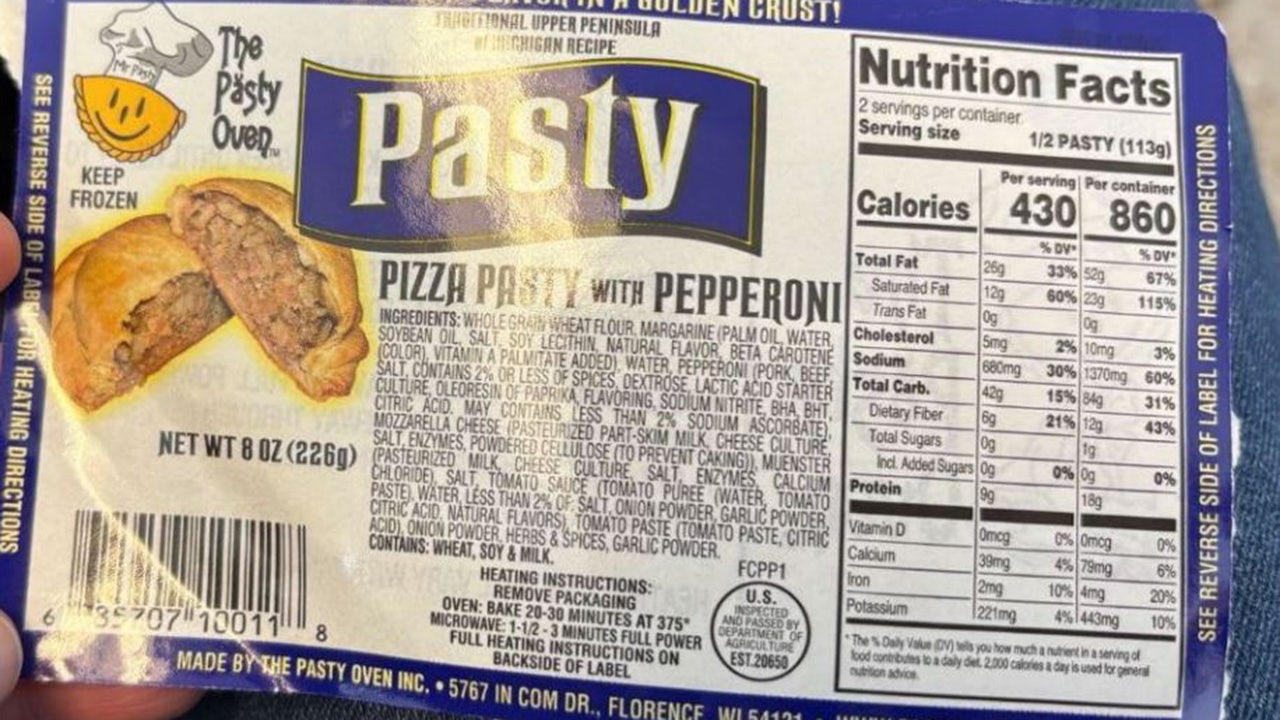 IN A GOLDEN CRUST!
TRADITIONAL UPPER PENINSULA
MICHIGAN RECIPE
Mr Pasty
The
Pasty
Oven™
KEEP
FROZEN
Pasty
PIZZA PASTY WITH PEPPERONI
INGREDIENTS: WHOLE GRAIN WHEAT FLOUR, MARGARINE (PALM OIL, WATER,
SOYBEAN OIL, SALT, SOY LECITHIN, NATURAL FLAVOR, BETA CAROTENE
(COLOR), VITAMIN A PALMITATE ADDED), WATER, PEPPERONI (PORK, BEEF
SALT, CONTAINS 2% OR LESS OF SPICES, DEXTROSE, LACTIC ACID STARTER
CULTURE, OLEORESIN OF PAPRIKA, FLAVORING, SODIUM NITRITE, BHA, BHT,
CITRIC ACID. MAY CONTAINS LESS THAN 2% SODIUM ASCORBATE),
MOZZARELLA CHEESE (PASTEURIZED PART-SKIM MILK, CHEESE CULTURE,
SALT, ENZYMES, POWDERED CELLULOSE (TO PREVENT CAKING)), MUENSTER
(PASTEURIZED MILK, CHEESE CULTURE, SALT, ENZYMES, CALCIUM
CHLORIDE), SALT, TOMATO SAUCE (TOMATO PUREE (WATER, TOMATO
PASTE), WATER, LESS THAN 2% OF: SALT, ONION POWDER, GARLIC POWDER,
CITRIC ACID, NATURAL FLAVORS), TOMATO PASTE (TOMATO PASTE, CITRIC
ACID), ONION POWDER, HERBS & SPICES, GARLIC POWDER.
CONTAINS: WHEAT, SOY & MILK.
NET WT 8 OZ (226g)
HEATING INSTRUCTIONS:
REMOVE PACKAGING
OVEN: BAKE 20-30 MINUTES AT 375°
MICROWAVE: 1-1/2 - 3 MINUTES FULL POWER
FULL HEATING INSTRUCTIONS ON
BACKSIDE OF LABEL
FCPP1
U.S.
INSPECTED
AND PASSED BY
DEPARTMENT OF
AGRICULTURE
EST.20650
6 35707 10011 8
MADE BY THE PASTY OVEN INC. • 5767 IN COM DR., FLORENCE, WI 54121
SEE REVERSE SIDE OF LABEL FOR HEATING DIRECTIONS
Nutrition Facts
2 servings per container
Serving size 1/2 PASTY (113g)
Per serving Per container
Calories 430 860
% DV* % DV*
Total Fat 26g 33% 52g 67%
Saturated Fat 12g 60% 23g 115%
Trans Fat 0g 0g
Cholesterol 5mg 2% 10mg 3%
Sodium 680mg 30% 1370mg 60%
Total Carb. 42g 15% 84g 31%
Dietary Fiber 6g 21% 12g 43%
Total Sugars 0g 1g
Incl. Added Sugars 0g 0% 0g 0%
Protein 9g 18g
Vitamin D 0mcg 0% 0mcg 0%
Calcium 39mg 4% 79mg 6%
Iron 2mg 10% 4mg 20%
Potassium 221mg 4% 443mg 10%
* The % Daily Value (DV) tells you how much a nutrient in a serving of
food contributes to a daily diet. 2,000 calories a day is used for general
nutrition advice.
SEE REVERSE SIDE OF LABEL FOR HEATING DIRECTIONS